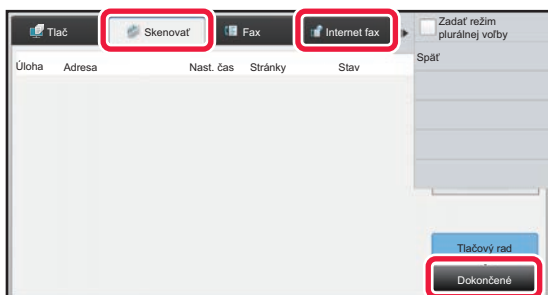 Tlač
Skenovať
Fax
Internet fax
Zadať režim
plurálnej voľby
Späť
Úloha
Adresa
Nast. čas
Stránky
Stav
Tlačový rad
Dokončené